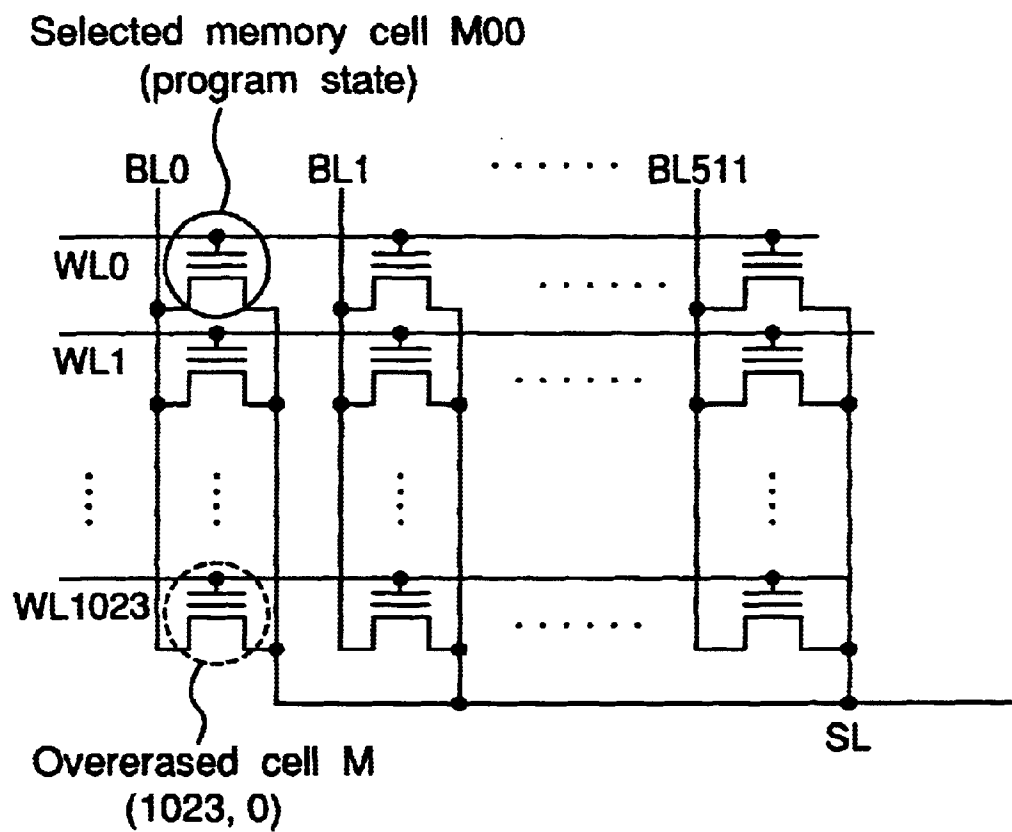 Selected memory cell M00
(program state)
BL0 BL1 ...... BL511
WL0
WL1
WL1023
SL
Overerased cell M
(1023, 0)